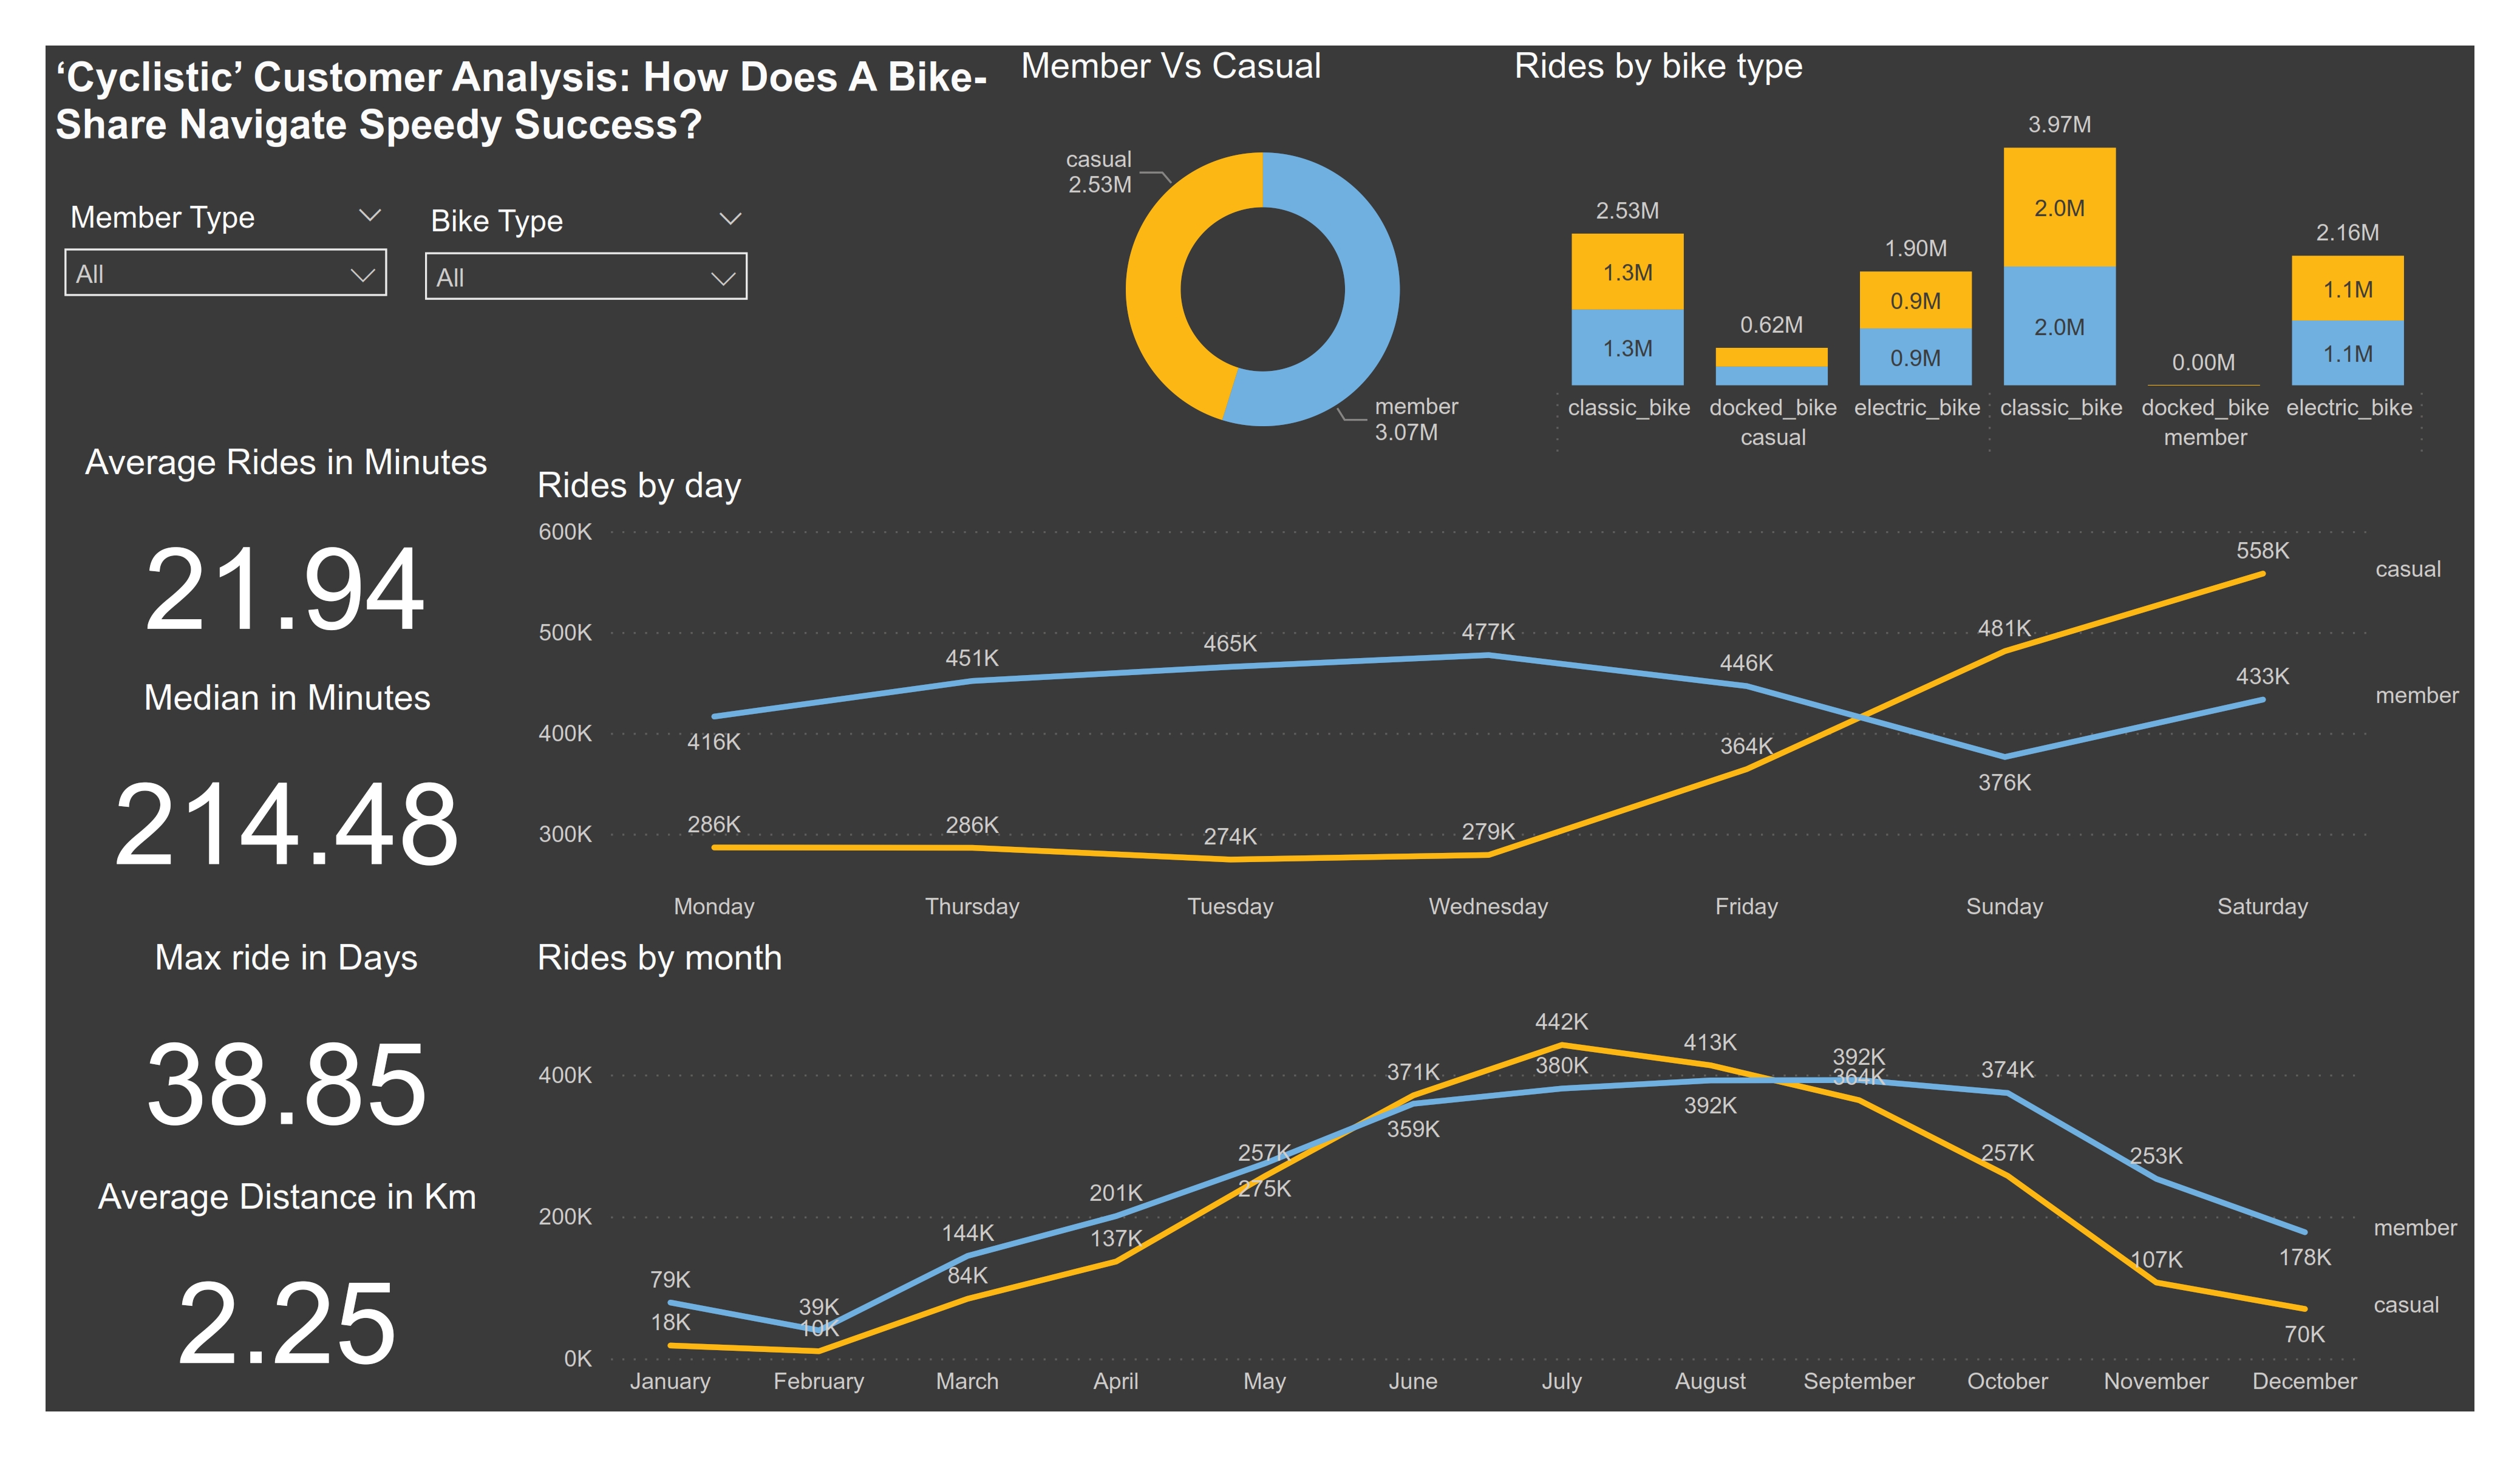 ‘Cyclistic’ Customer Analysis: How Does A Bike-
Share Navigate Speedy Success?
Member Type
All
Bike Type
All
Member Vs Casual
casual
2.53M
member
3.07M
Rides by bike type
2.53M
1.3M
1.3M
0.62M
1.90M
0.9M
0.9M
3.97M
2.0M
2.0M
0.00M
2.16M
1.1M
1.1M
classic_bike docked_bike electric_bike classic_bike docked_bike electric_bike
casual member
Average Rides in Minutes
21.94
Median in Minutes
214.48
Max ride in Days
38.85
Average Distance in Km
2.25
Rides by day
600K
500K
400K
300K
416K 451K 465K 477K 446K 376K 433K
286K 286K 274K 279K 364K 481K 558K
casual
member
Monday Thursday Tuesday Wednesday Friday Sunday Saturday
Rides by month
400K
200K
0K
79K 39K 144K 201K 275K 359K 380K 392K 392K 374K 253K 178K
18K 10K 84K 137K 257K 371K 442K 413K 364K 257K 107K 70K
member
casual
January February March April May June July August September October November December